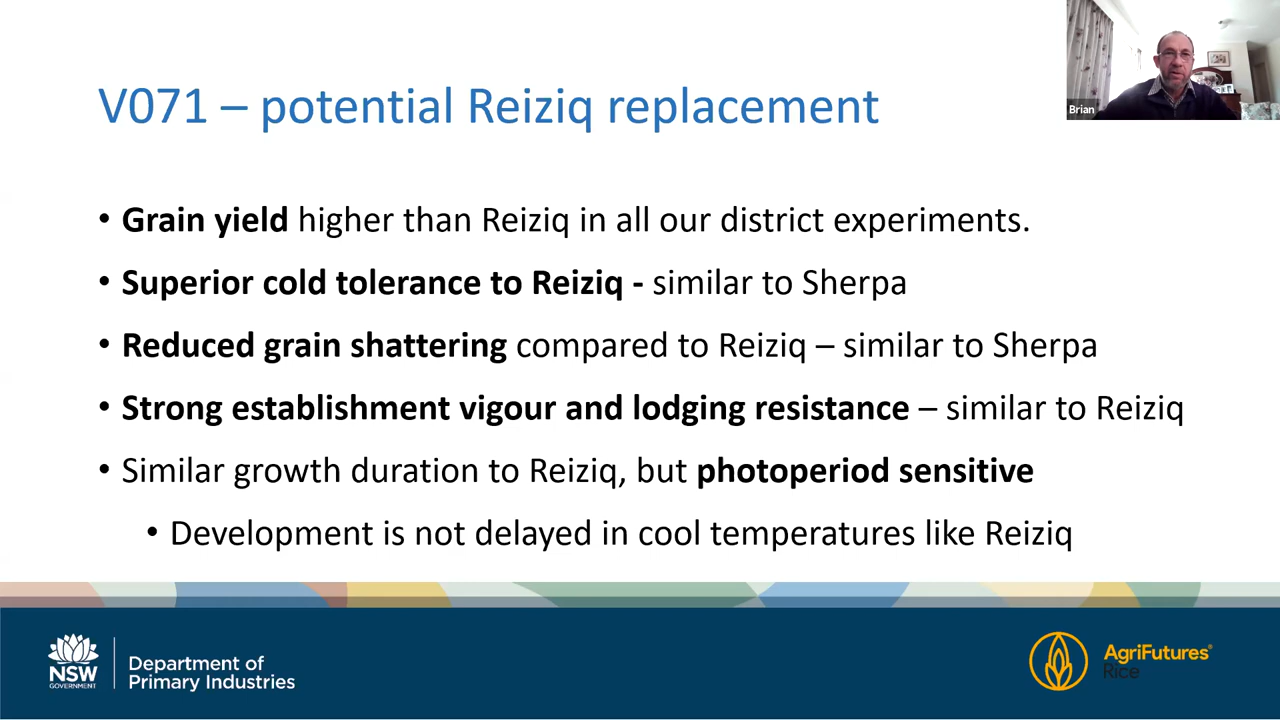 V071 – potential Reiziq replacement
Brian
• Grain yield higher than Reiziq in all our district experiments.
• Superior cold tolerance to Reiziq - similar to Sherpa
• Reduced grain shattering compared to Reiziq – similar to Sherpa
• Strong establishment vigour and lodging resistance – similar to Reiziq
• Similar growth duration to Reiziq, but photoperiod sensitive
• Development is not delayed in cool temperatures like Reiziq
NSW
GOVERNMENT
Department of
Primary Industries
AgriFutures®
Rice